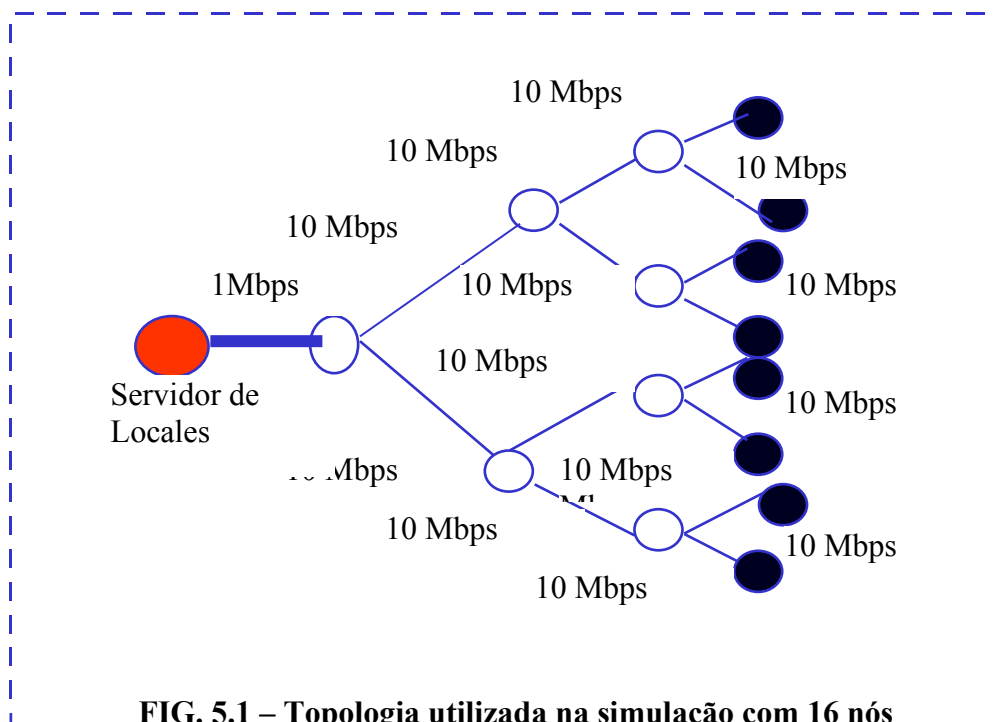 10 Mbps
10 Mbps
10 Mbps
10 Mbps
1Mbps
10 Mbps
10 Mbps
10 Mbps
Servidor de
Locales
10 Mbps
Mbps
10 Mbps
10 Mbps
10 Mbps
10 Mbps
FIG. 5.1 – Topologia utilizada na simulação com 16 nós